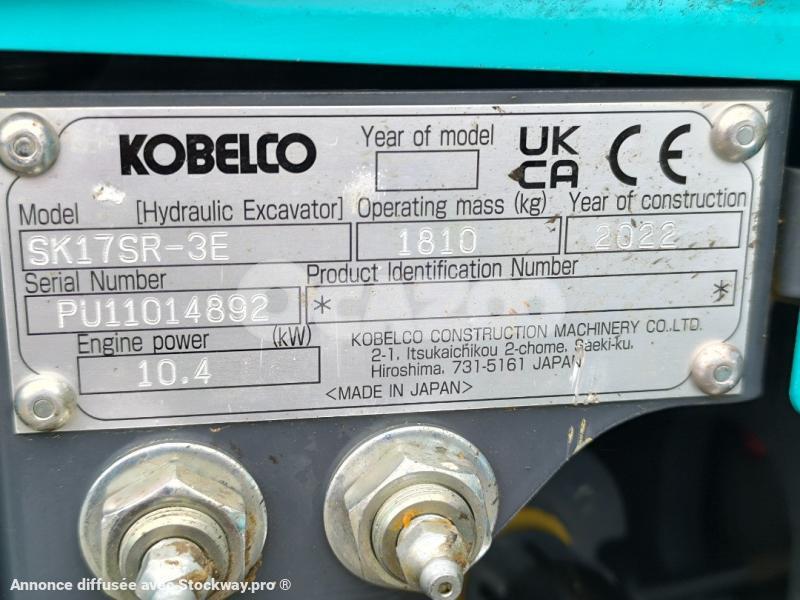 KOBELCO
Year of model
UK
CA
CE
Model [Hydraulic Excavator]
Operating mass (kg)
Year of construction
SK17SR-3E
1810
2022
Serial Number
Product Identification Number
PU11014892
* *
Engine power (kW)
10.4
KOBELCO CONSTRUCTION MACHINERY CO.,LTD.
2-1, Itsukaichikou 2-chome, Saeki-ku,
Hiroshima, 731-5161 JAPAN
<MADE IN JAPAN>
Annonce diffusée avec Stockway.pro ®